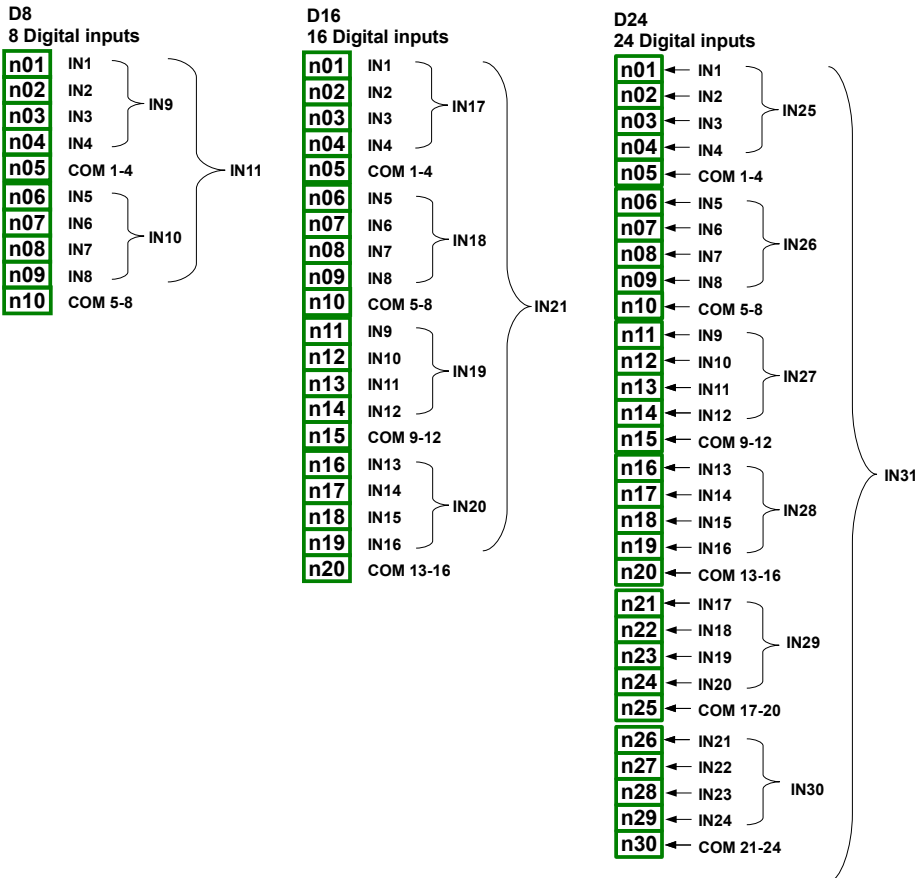 D8
8 Digital inputs
n01 IN1
n02 IN2
n03 IN3
n04 IN4
IN9
n05 COM 1-4
n06 IN5
n07 IN6
n08 IN7
n09 IN8
IN10
n10 COM 5-8
IN11
D16
16 Digital inputs
n01 IN1
n02 IN2
n03 IN3
n04 IN4
IN17
n05 COM 1-4
n06 IN5
n07 IN6
n08 IN7
n09 IN8
IN18
n10 COM 5-8
n11 IN9
n12 IN10
n13 IN11
n14 IN12
IN19
n15 COM 9-12
n16 IN13
n17 IN14
n18 IN15
n19 IN16
IN20
n20 COM 13-16
IN21
D24
24 Digital inputs
n01 IN1
n02 IN2
n03 IN3
n04 IN4
IN25
n05 COM 1-4
n06 IN5
n07 IN6
n08 IN7
n09 IN8
IN26
n10 COM 5-8
n11 IN9
n12 IN10
n13 IN11
n14 IN12
IN27
n15 COM 9-12
n16 IN13
n17 IN14
n18 IN15
n19 IN16
IN28
n20 COM 13-16
n21 IN17
n22 IN18
n23 IN19
n24 IN20
IN29
n25 COM 17-20
n26 IN21
n27 IN22
n28 IN23
n29 IN24
IN30
n30 COM 21-24
IN31